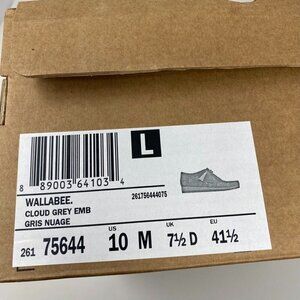 L
8 89003 64103 4
261756444075
WALLABEE.
CLOUD GREY EMB
GRIS NUAGE
US UK EU
261 75644 10 M 7½ D 41½